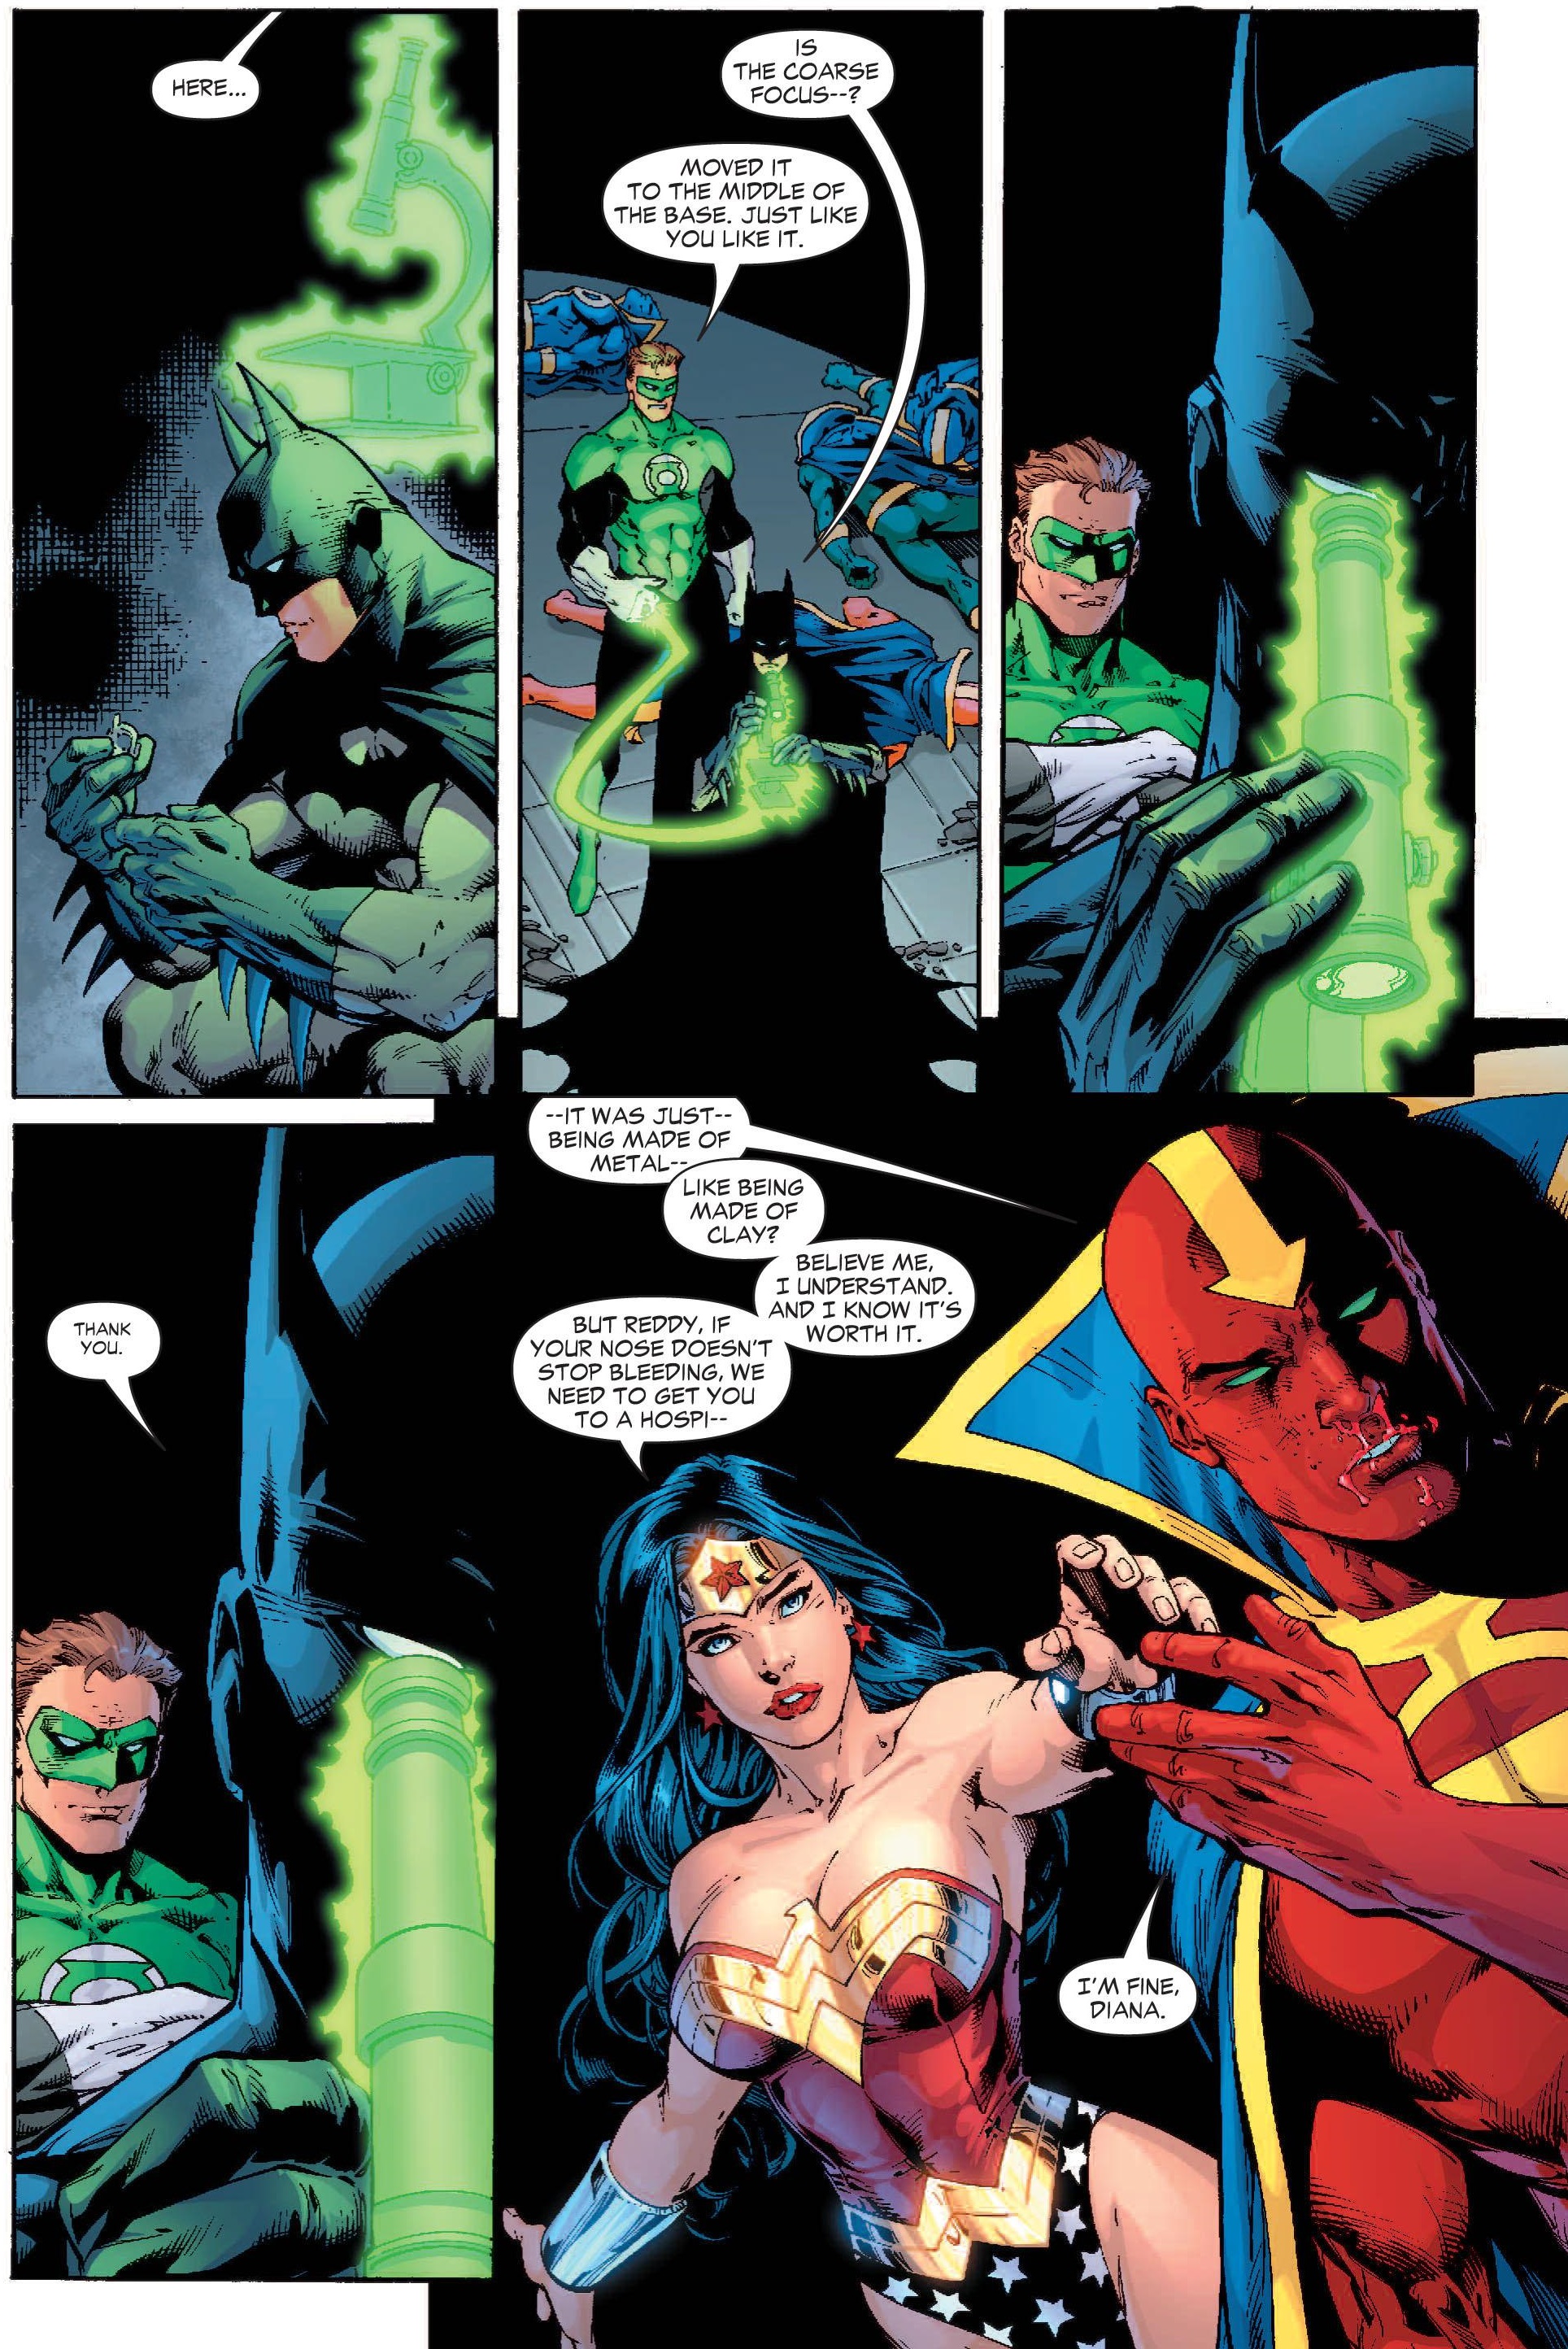 HERE...
IS
THE COARSE
FOCUS--?
MOVED IT
TO THE MIDDLE OF
THE BASE. JUST LIKE
YOU LIKE IT.
THANK
YOU.
--IT WAS JUST--
BEING MADE OF
METAL--
LIKE BEING
MADE OF
CLAY?
BELIEVE ME,
I UNDERSTAND.
AND I KNOW IT'S
WORTH IT.
BUT REDDY, IF
YOUR NOSE DOESN'T
STOP BLEEDING, WE
NEED TO GET YOU
TO A HOSPI--
I'M FINE,
DIANA.